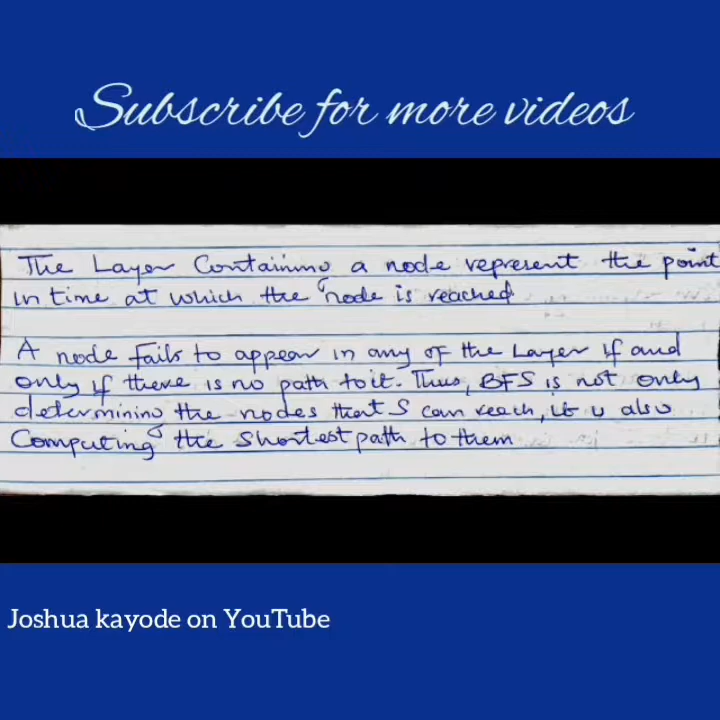 Subscribe for more videos
The Layer Containing a node represent the point
in time at which the node is reached
A node fails to appear in any of the Layer if and
only if there is no path to it. Thus, BFS is not only
determining the nodes that S can reach, it is also
Computing the shortest path to them
Joshua kayode on YouTube